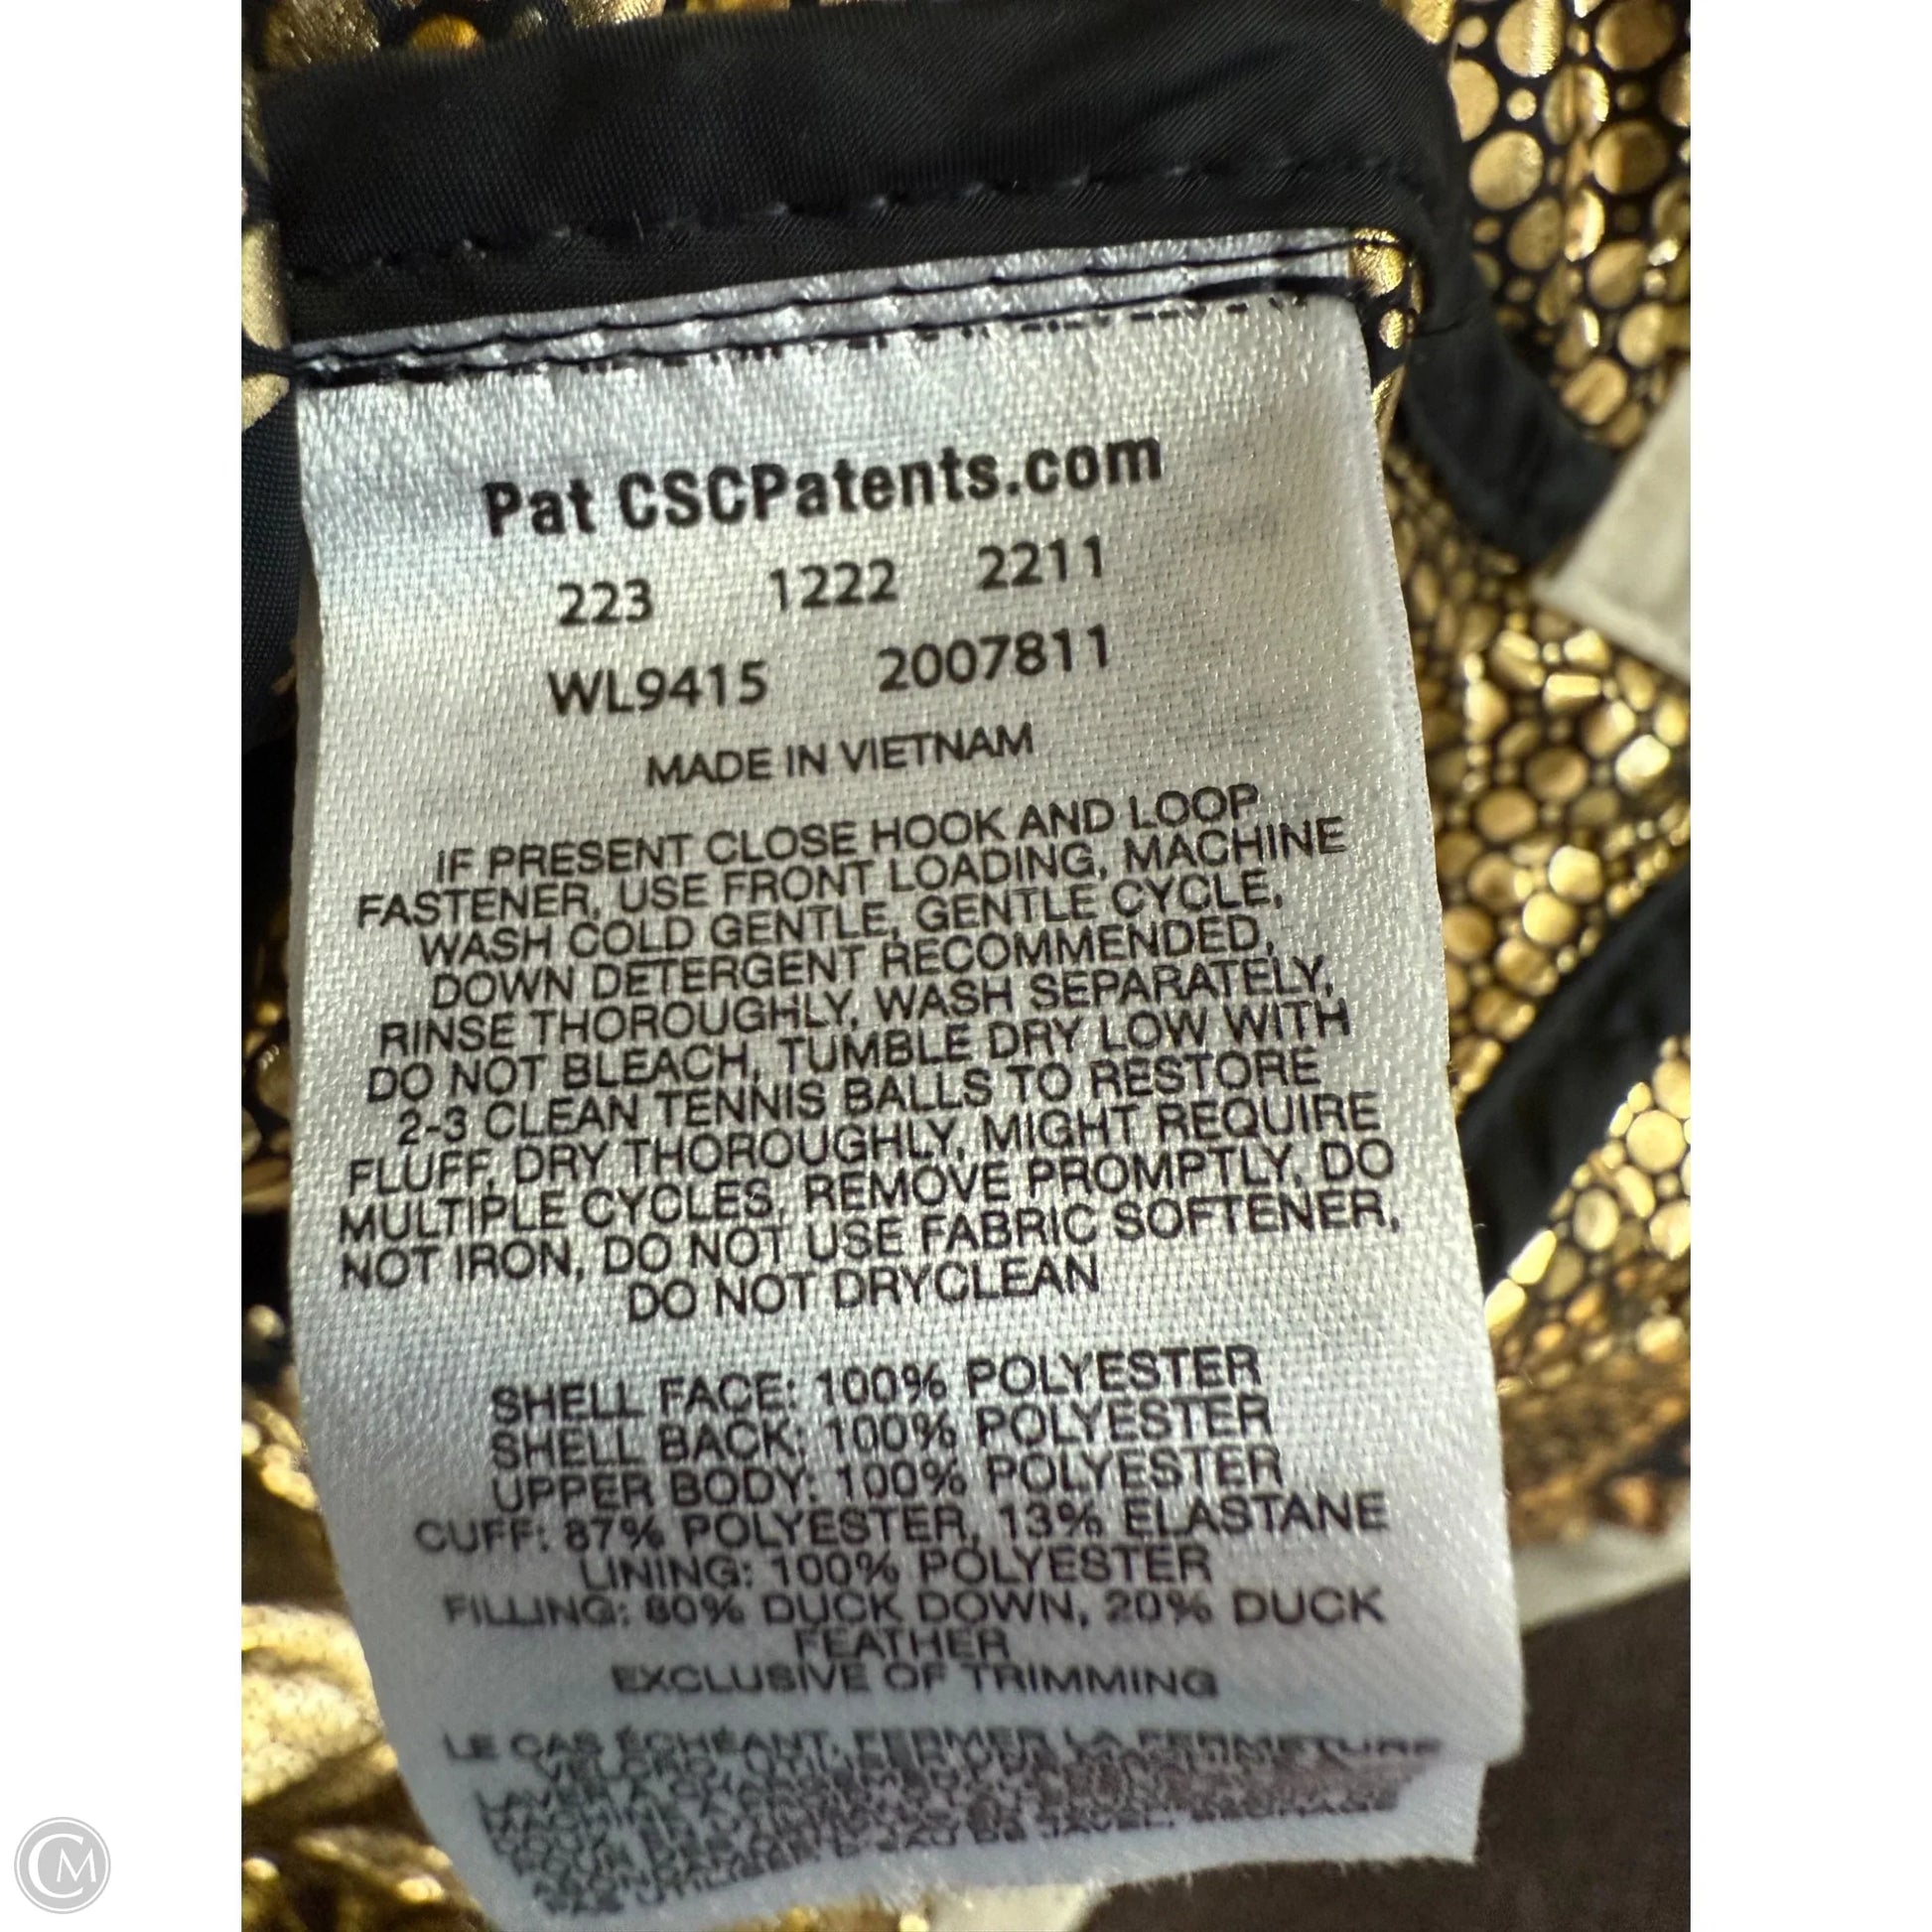 Pat CSCPatents.com
223 1222 2211
WL9415 2007811
MADE IN VIETNAM
IF PRESENT CLOSE HOOK AND LOOP
FASTENER, USE FRONT LOADING, MACHINE
WASH COLD GENTLE, GENTLE CYCLE,
DOWN DETERGENT RECOMMENDED,
RINSE THOROUGHLY, WASH SEPARATELY,
DO NOT BLEACH, TUMBLE DRY LOW WITH
2-3 CLEAN TENNIS BALLS TO RESTORE
FLUFF, DRY THOROUGHLY, MIGHT REQUIRE
MULTIPLE CYCLES, REMOVE PROMPTLY, DO
NOT IRON, DO NOT USE FABRIC SOFTENER,
DO NOT DRYCLEAN
SHELL FACE: 100% POLYESTER
SHELL BACK: 100% POLYESTER
UPPER BODY: 100% POLYESTER
CUFF: 87% POLYESTER, 13% ELASTANE
LINING: 100% POLYESTER
FILLING: 80% DUCK DOWN, 20% DUCK
FEATHER
EXCLUSIVE OF TRIMMING
LE CAS ÉCHÉANT, FERMER LA FERMETURE
CM